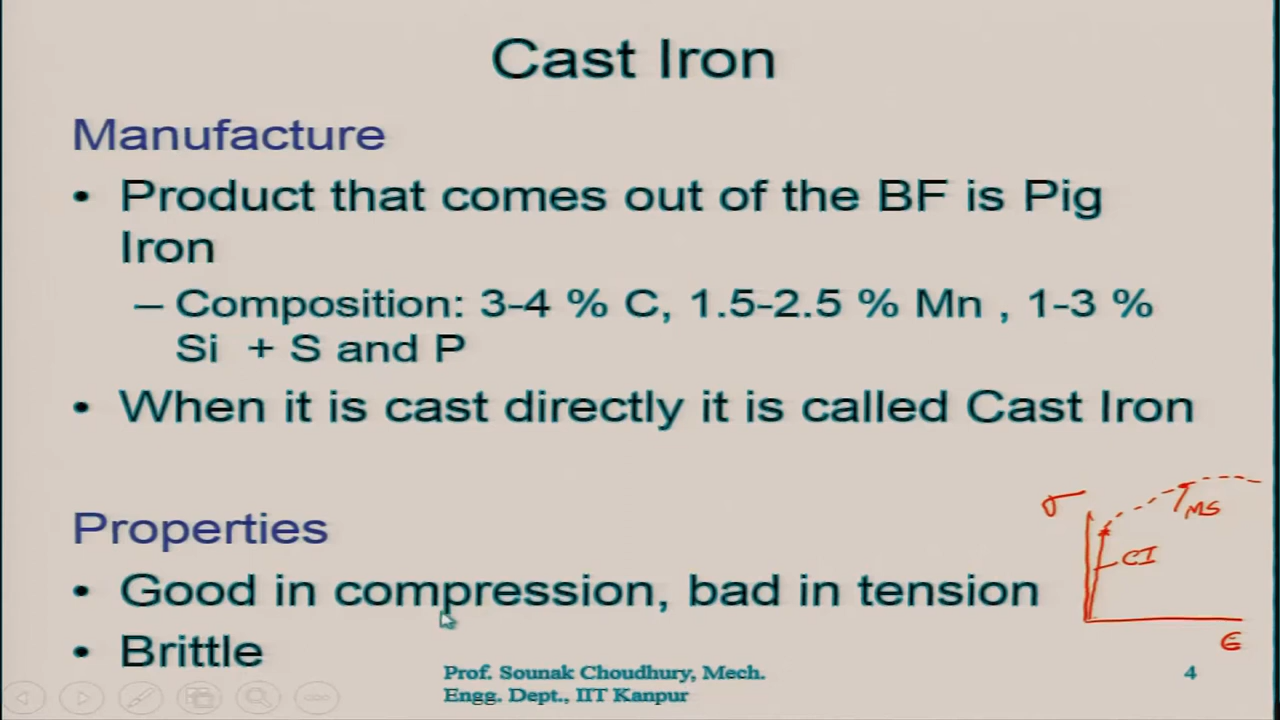 Cast Iron
Manufacture
• Product that comes out of the BF is Pig
Iron
– Composition: 3-4 % C, 1.5-2.5 % Mn , 1-3 %
Si + S and P
• When it is cast directly it is called Cast Iron
Properties
• Good in compression, bad in tension
• Brittle
σ
MS
CI
ϵ
Prof. Sounak Choudhury, Mech.
Engg. Dept., IIT Kanpur
4